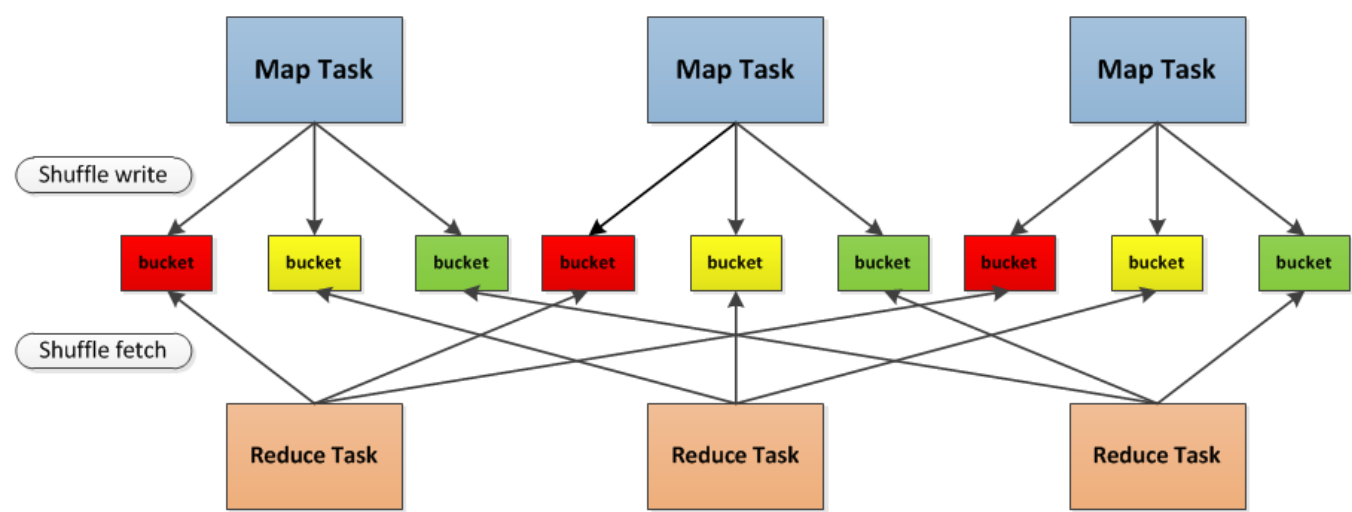 Map Task
Map Task
Map Task
Shuffle write
bucket
bucket
bucket
bucket
bucket
bucket
bucket
bucket
bucket
Shuffle fetch
Reduce Task
Reduce Task
Reduce Task